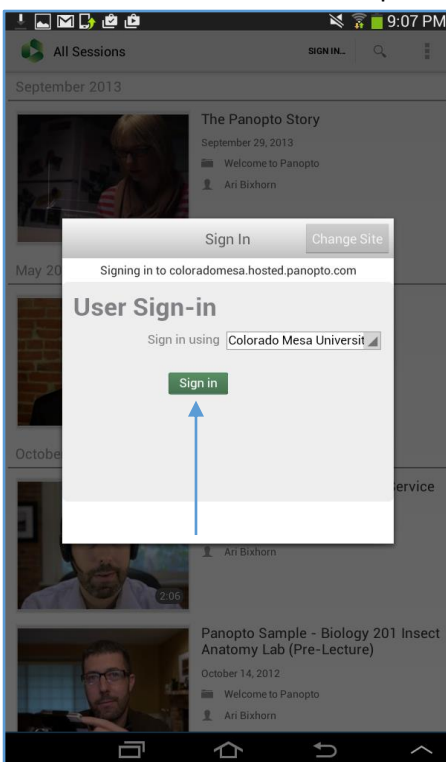 9:07 PM
All Sessions
SIGN IN...
September 2013
The Panopto Story
September 29, 2013
Welcome to Panopto
Ari Bixhorn
Sign In
Change Site
May 20
Signing in to coloradomesa.hosted.panopto.com
User Sign-in
Sign in using
Colorado Mesa Universit
Sign in
Octobe
ervice
Ari Bixhorn
2:06
Panopto Sample - Biology 201 Insect
Anatomy Lab (Pre-Lecture)
October 14, 2012
Welcome to Panopto
Ari Bixhorn